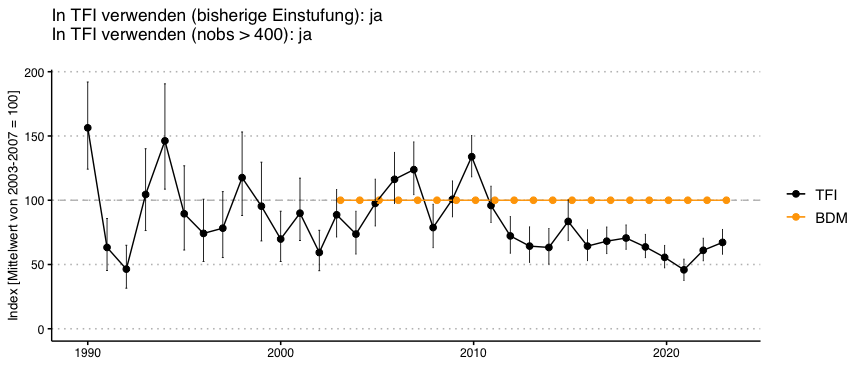 In TFI verwenden (bisherige Einstufung): ja
In TFI verwenden (nobs > 400): ja
Index [Mittelwert von 2003-2007 = 100]
200
150
100
50
0
1990
2000
2010
2020
TFI
BDM